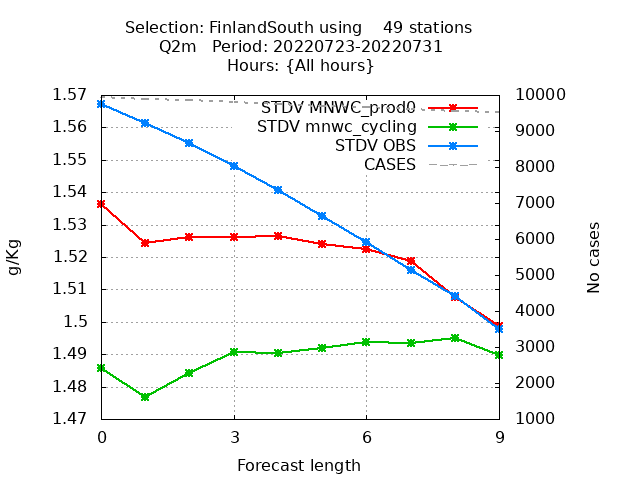 Selection: FinlandSouth using    49 stations
Q2m   Period: 20220723-20220731
Hours: {All hours}
STDV MNWC_prod0
STDV mnwc_cycling
STDV OBS
CASES
g/Kg
1.57
1.56
1.55
1.54
1.53
1.52
1.51
1.5
1.49
1.48
1.47
10000
9000
8000
7000
6000
5000
4000
3000
2000
1000
No cases
0 3 6 9
Forecast length